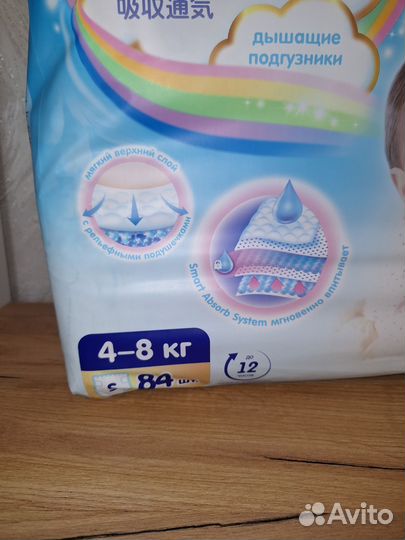 吸収通気
дышащие
подгузники
мягкий верхний слой
с рельефными подушечками
Smart Absorb System мгновенно впитывает
4–8 кг
S 84 шт.
до
12
часов
Avito